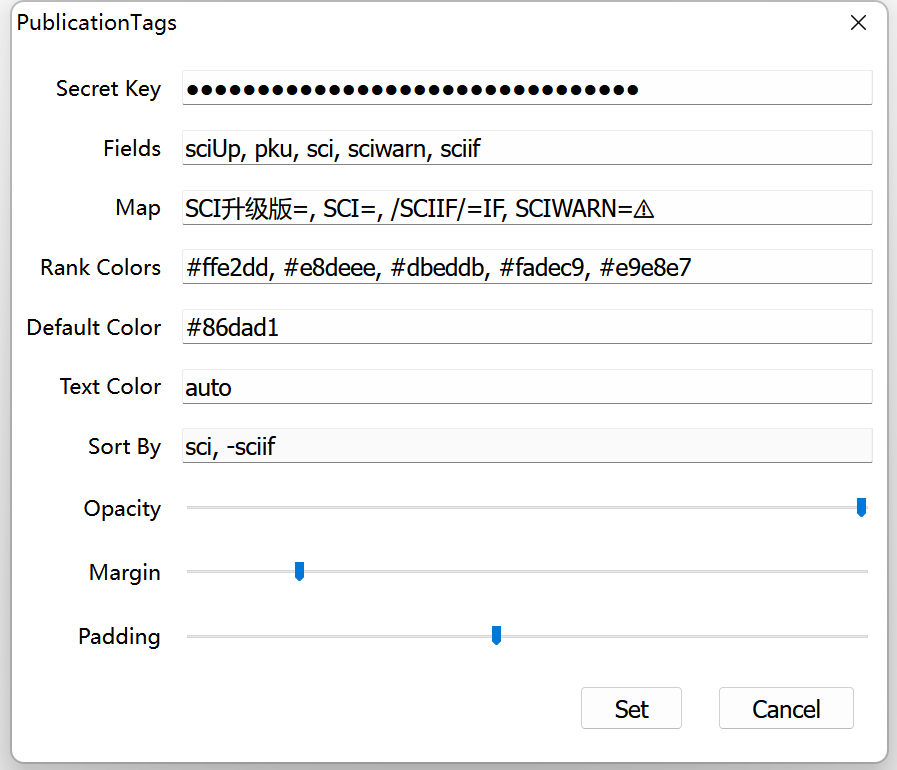 PublicationTags
Secret Key ●●●●●●●●●●●●●●●●●●●●●●●●●●●●●●●●
Fields sciUp, pku, sci, sciwarn, sciif
Map SCI升级版=, SCI=, /SCIIF/=IF, SCIWARN=⚠
Rank Colors #ffe2dd, #e8deee, #dbeddb, #fadec9, #e9e8e7
Default Color #86dad1
Text Color auto
Sort By sci, -sciif
Opacity
Margin
Padding
Set Cancel